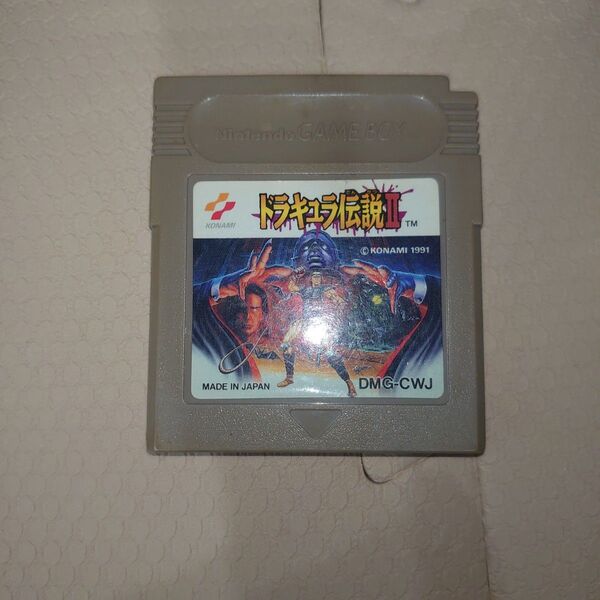 Nintendo GAME BOY
KONAMI
ドラキュラ伝説II TM
© KONAMI 1991
MADE IN JAPAN
DMG-CWJ